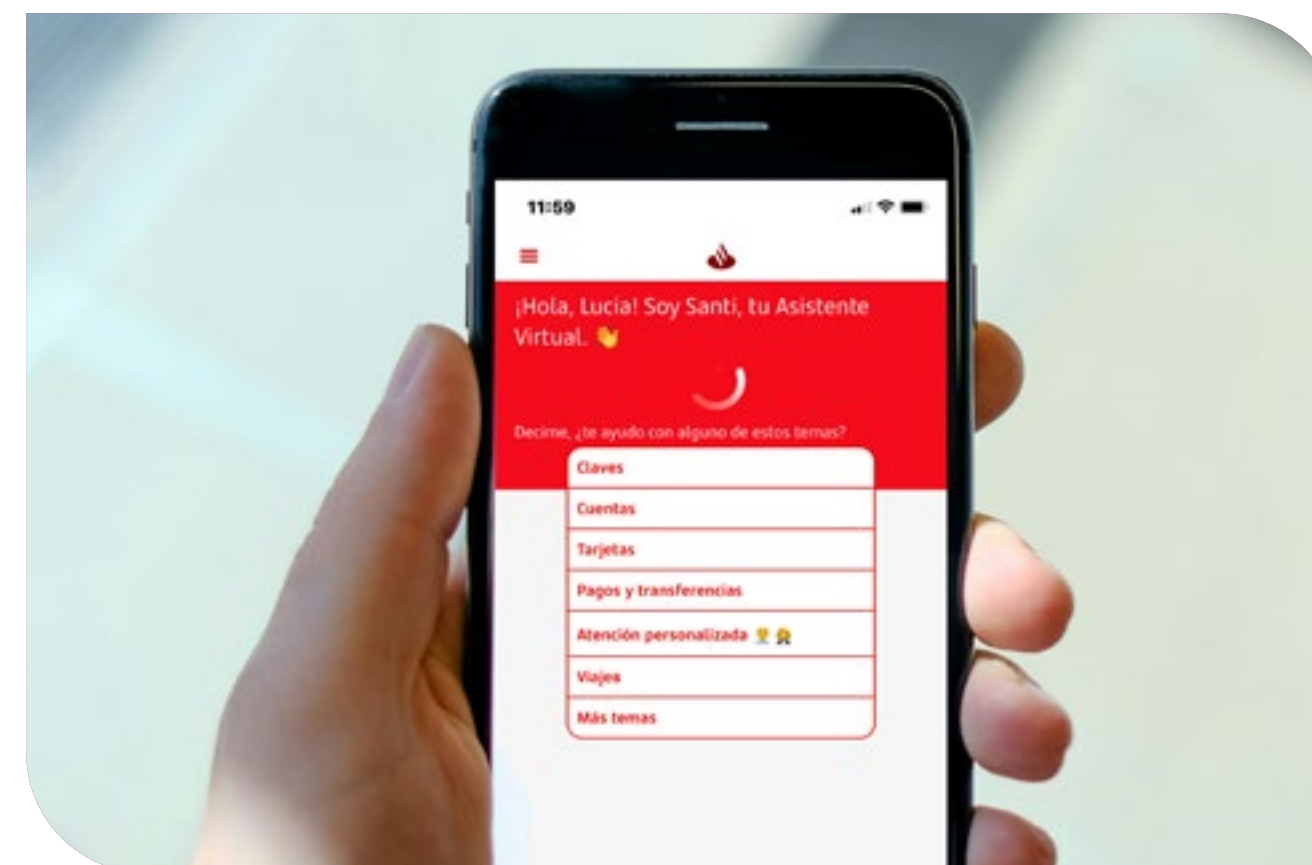 11:59
¡Hola, Lucia! Soy Santi, tu Asistente
Virtual. 👋
Decime, ¿te ayudo con alguno de estos temas?
Claves
Cuentas
Tarjetas
Pagos y transferencias
Atención personalizada
Viajes
Más temas